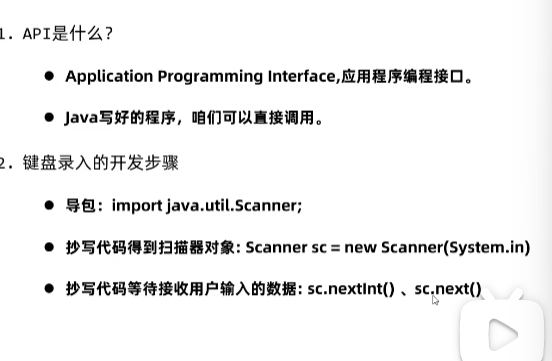 1. API是什么?
● Application Programming Interface,应用程序编程接口。
● Java写好的程序，咱们可以直接调用。
2. 键盘录入的开发步骤
● 导包：import java.util.Scanner;
● 抄写代码得到扫描器对象: Scanner sc = new Scanner(System.in)
● 抄写代码等待接收用户输入的数据: sc.nextInt() 、sc.next()